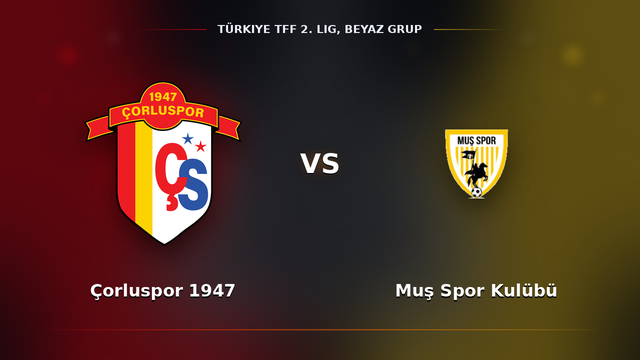 TÜRKIYE TFF 2. LIG, BEYAZ GRUP
1947
ÇORLUSPOR
ÇS
MUŞ SPOR
VS
Çorluspor 1947
Muş Spor Kulübü